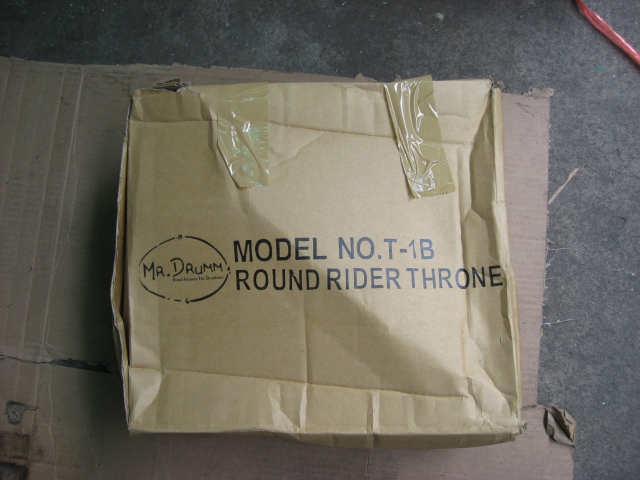 MR. DRUMM
MODEL NO.T-1B
ROUND RIDER THRONE